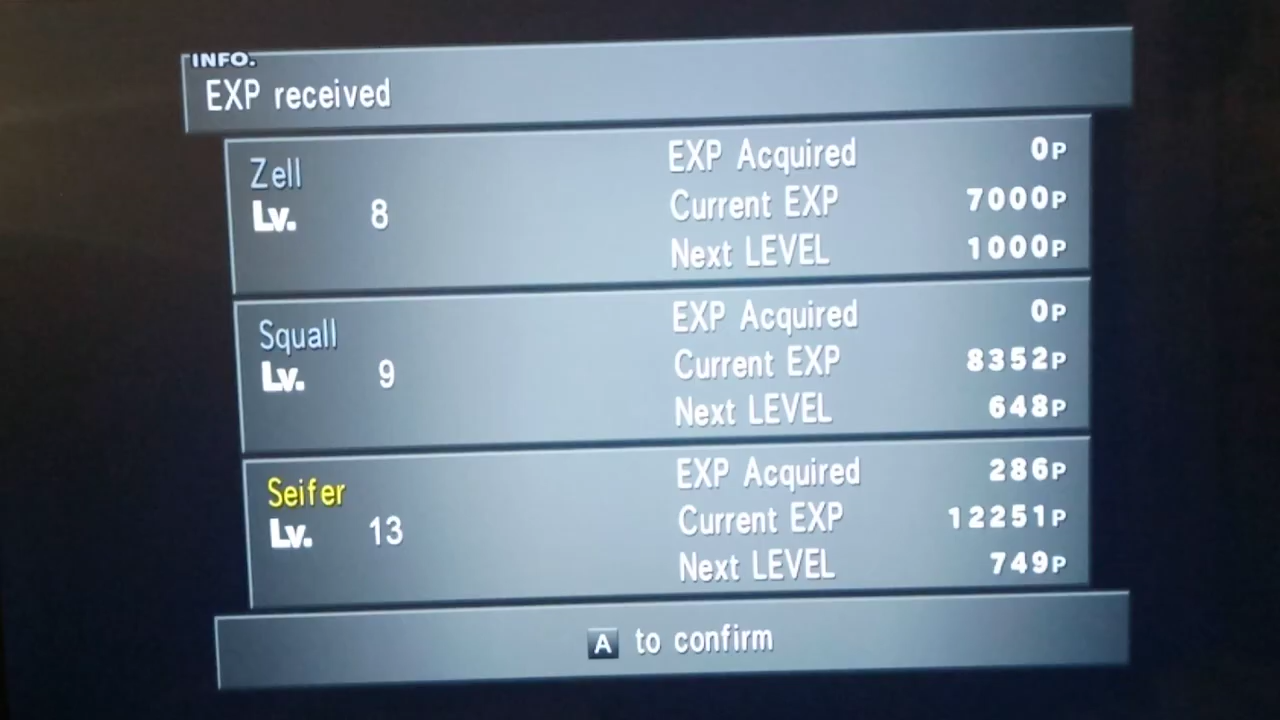 INFO.
EXP received
Zell
Lv. 8
EXP Acquired 0P
Current EXP 7000P
Next LEVEL 1000P
Squall
Lv. 9
EXP Acquired 0P
Current EXP 8352P
Next LEVEL 648P
Seifer
Lv. 13
EXP Acquired 286P
Current EXP 12251P
Next LEVEL 749P
A to confirm